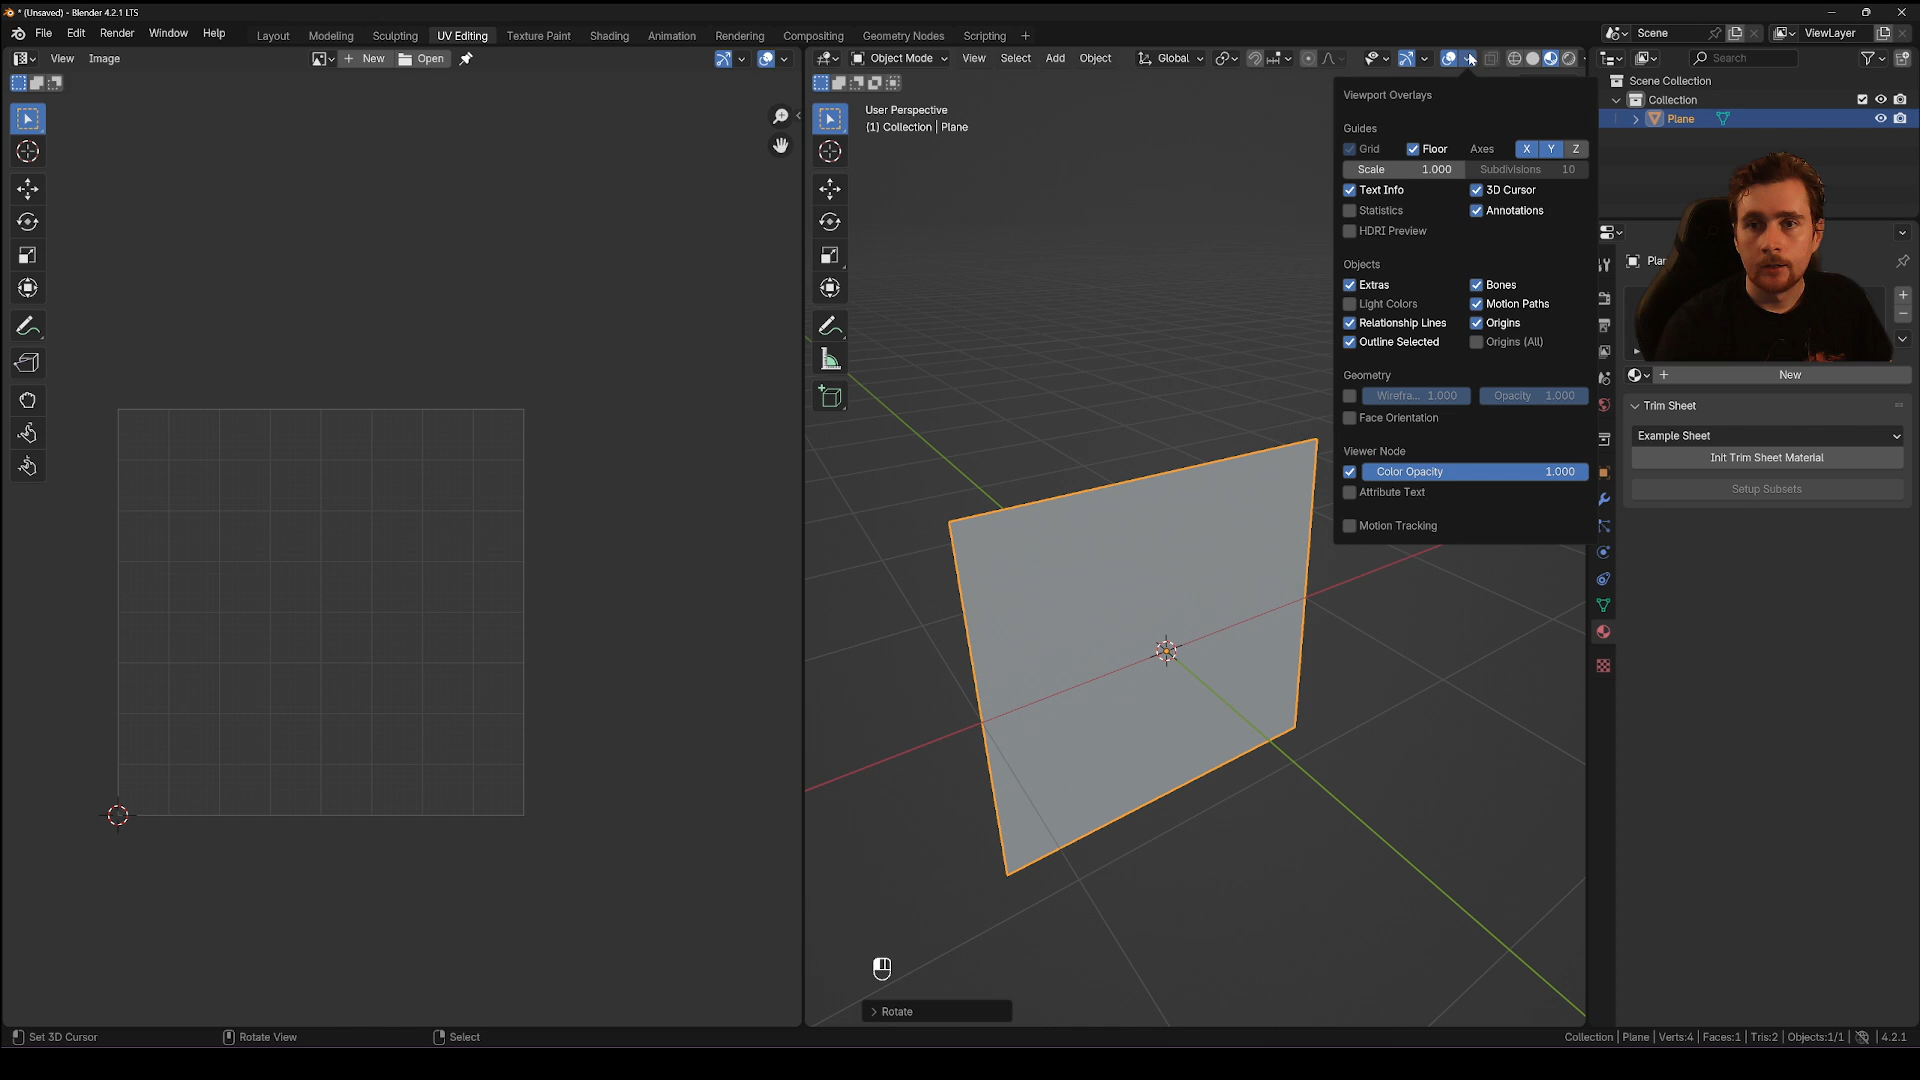 * (Unsaved) - Blender 4.2.1 LTS
File Edit Render Window Help
Layout Modeling Sculpting UV Editing Texture Paint Shading Animation Rendering Compositing Geometry Nodes Scripting +
Scene
ViewLayer
View Image
New
Open
Object Mode
View Select Add Object
Global
Search
User Perspective
(1) Collection | Plane
Viewport Overlays
Guides
Grid Floor Axes X Y Z
Scale 1.000 Subdivisions 10
Text Info 3D Cursor
Statistics Annotations
HDRI Preview
Objects
Extras Bones
Light Colors Motion Paths
Relationship Lines Origins
Outline Selected Origins (All)
Geometry
Wirefra... 1.000 Opacity 1.000
Face Orientation
Viewer Node
Color Opacity 1.000
Attribute Text
Motion Tracking
Scene Collection
Collection
Plane
Plan
New
Trim Sheet
Example Sheet
Init Trim Sheet Material
Setup Subsets
Rotate
Set 3D Cursor Rotate View Select
Collection | Plane | Verts:4 | Faces:1 | Tris:2 | Objects:1/1 | 4.2.1